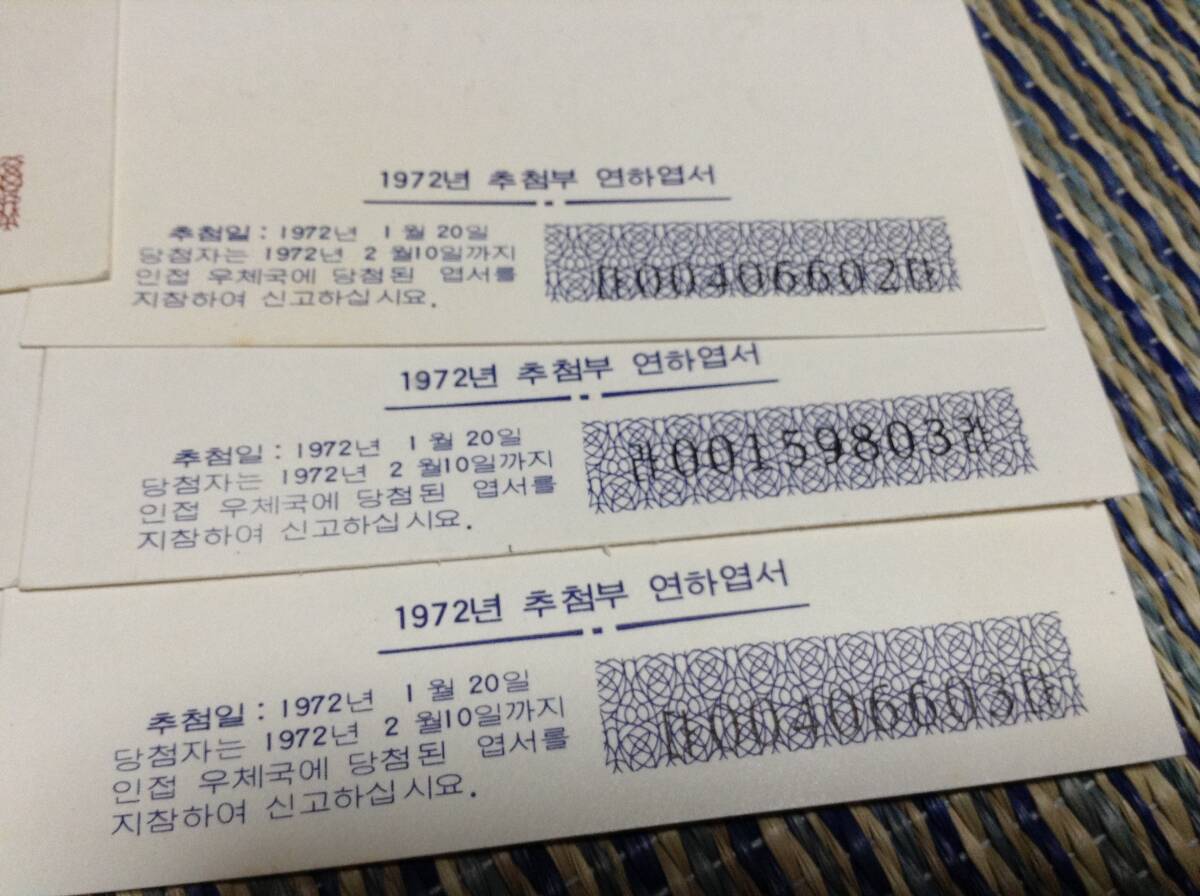 1972년 추첨부 연하엽서
추첨일 : 1972년 1월 20일
당첨자는 1972년 2월10일까지
인접 우체국에 당첨된 엽서를
지참하여 신고하십시요.
다00406602다
1972년 추첨부 연하엽서
추첨일 : 1972년 1월 20일
당첨자는 1972년 2월10일까지
인접 우체국에 당첨된 엽서를
지참하여 신고하십시요.
라00159803라
1972년 추첨부 연하엽서
추첨일 : 1972년 1월 20일
당첨자는 1972년 2월10일까지
인접 우체국에 당첨된 엽서를
지참하여 신고하십시요.
다00406603다